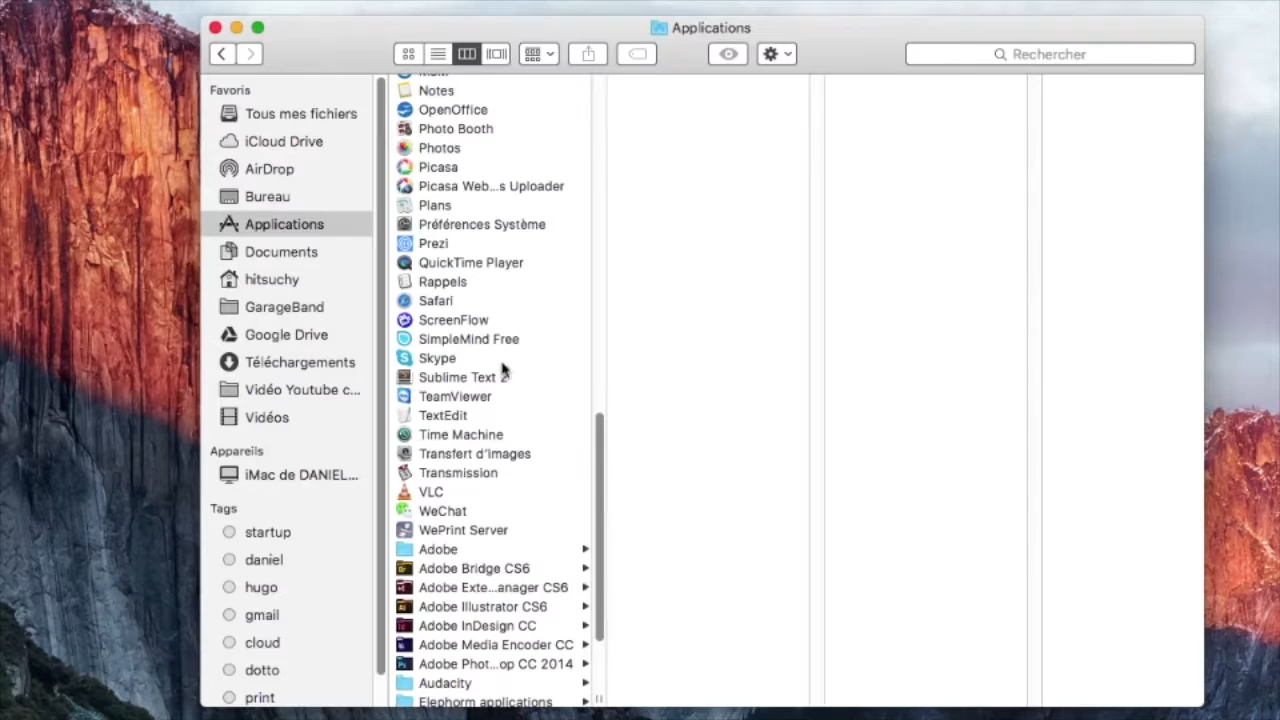 Applications
Rechercher
Favoris
Tous mes fichiers
iCloud Drive
AirDrop
Bureau
Applications
Documents
hitsuchy
GarageBand
Google Drive
Téléchargements
Vidéo Youtube c...
Vidéos
Appareils
iMac de DANIEL...
Tags
startup
daniel
hugo
gmail
cloud
dotto
print
Notes
OpenOffice
Photo Booth
Photos
Picasa
Picasa Web...s Uploader
Plans
Préférences Système
Prezi
QuickTime Player
Rappels
Safari
ScreenFlow
SimpleMind Free
Skype
Sublime Text 2
TeamViewer
TextEdit
Time Machine
Transfert d'images
Transmission
VLC
WeChat
WePrint Server
Adobe
Adobe Bridge CS6
Adobe Exte...anager CS6
Adobe Illustrator CS6
Adobe InDesign CC
Adobe Media Encoder CC
Adobe Phot...op CC 2014
Audacity
Elephorm applications